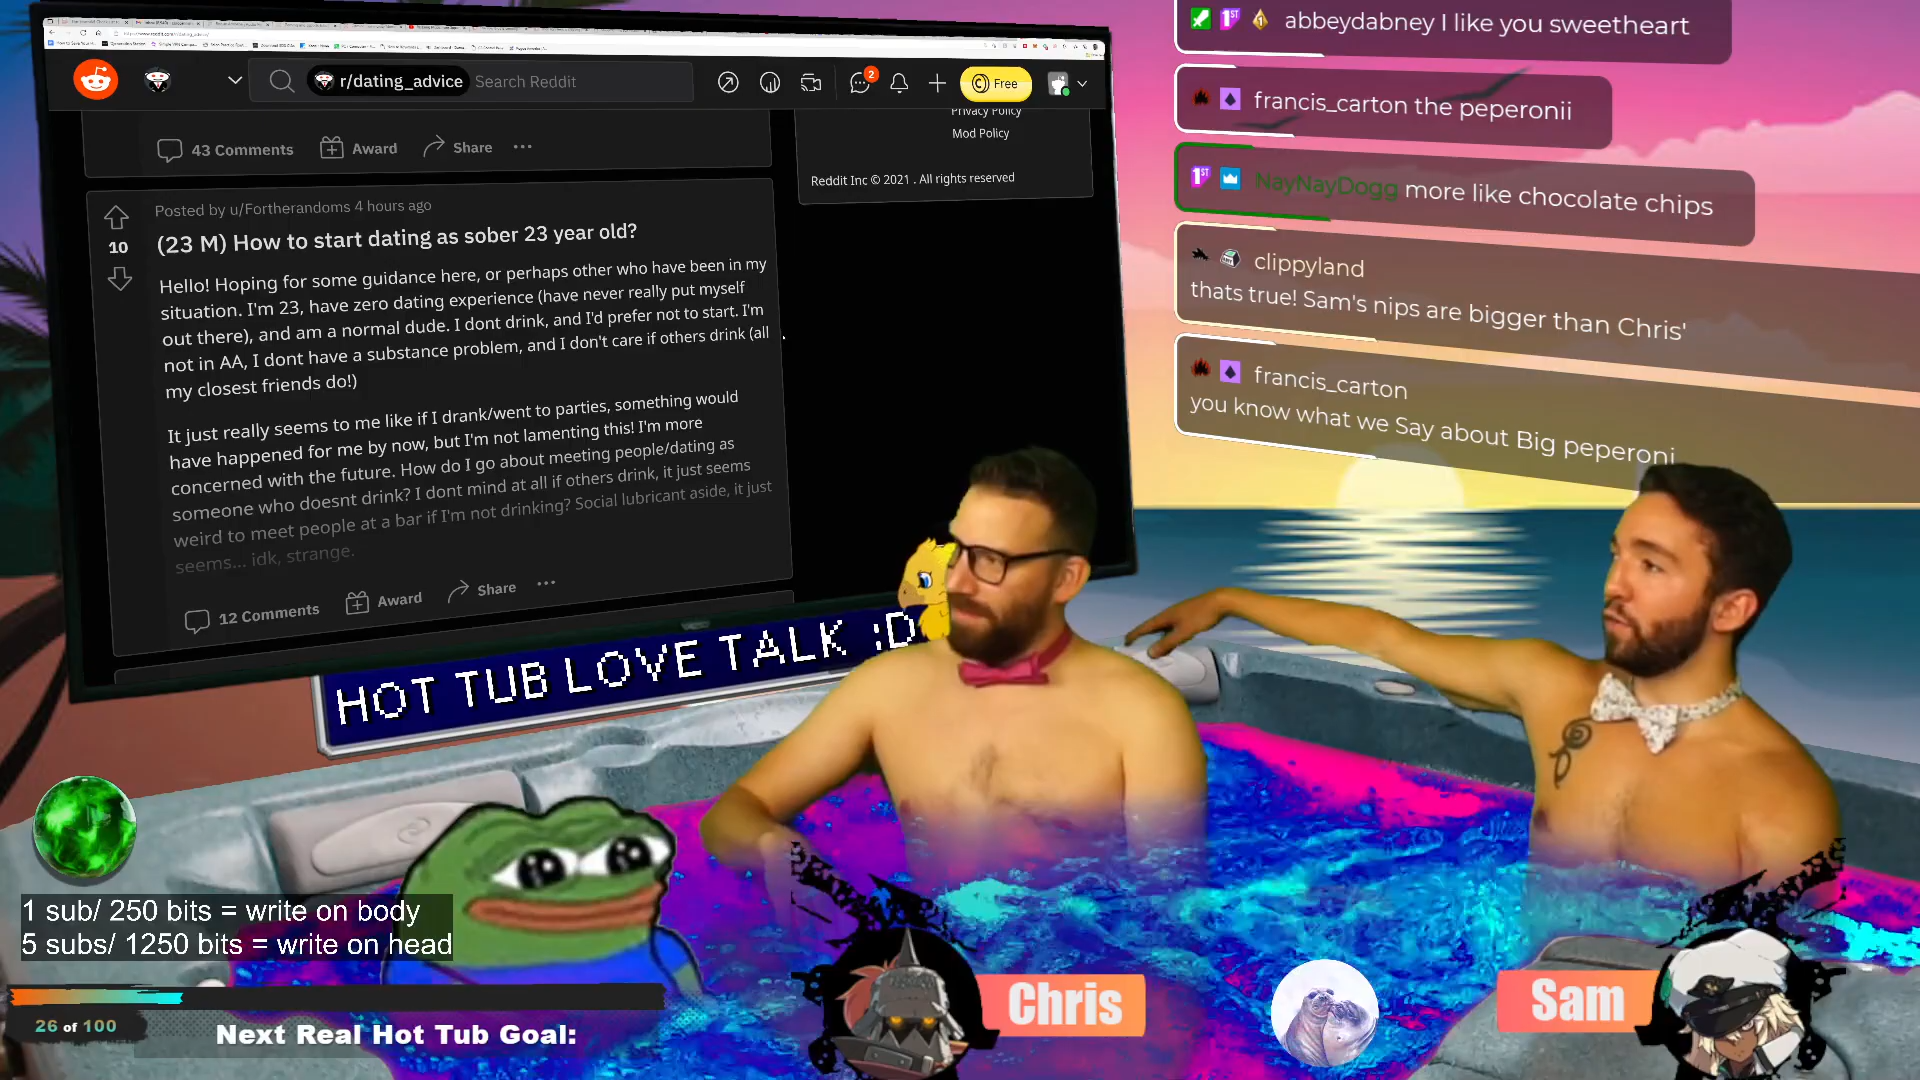 r/dating_advice
Search Reddit
2
Free
Privacy Policy
Mod Policy
Reddit Inc © 2021 . All rights reserved
43 Comments
Award
Share
Posted by u/Fortherandoms 4 hours ago
10
(23 M) How to start dating as sober 23 year old?
Hello! Hoping for some guidance here, or perhaps other who have been in my
situation. I'm 23, have zero dating experience (have never really put myself
out there), and am a normal dude. I dont drink, and I'd prefer not to start. I'm
not in AA, I dont have a substance problem, and I don't care if others drink (all
my closest friends do!)
It just really seems to me like if I drank/went to parties, something would
have happened for me by now, but I'm not lamenting this! I'm more
concerned with the future. How do I go about meeting people/dating as
someone who doesnt drink? I dont mind at all if others drink, it just seems
weird to meet people at a bar if I'm not drinking? Social lubricant aside, it just
seems... idk, strange.
12 Comments
Award
Share
HOT TUB LOVE TALK :D
1ST
abbeydabney I like you sweetheart
francis_carton the peperonii
1ST
NayNayDogg more like chocolate chips
clippyland
thats true! Sam's nips are bigger than Chris'
francis_carton
you know what we Say about Big peperoni
1 sub/ 250 bits = write on body
5 subs/ 1250 bits = write on head
26 of 100
Next Real Hot Tub Goal:
Chris
Sam